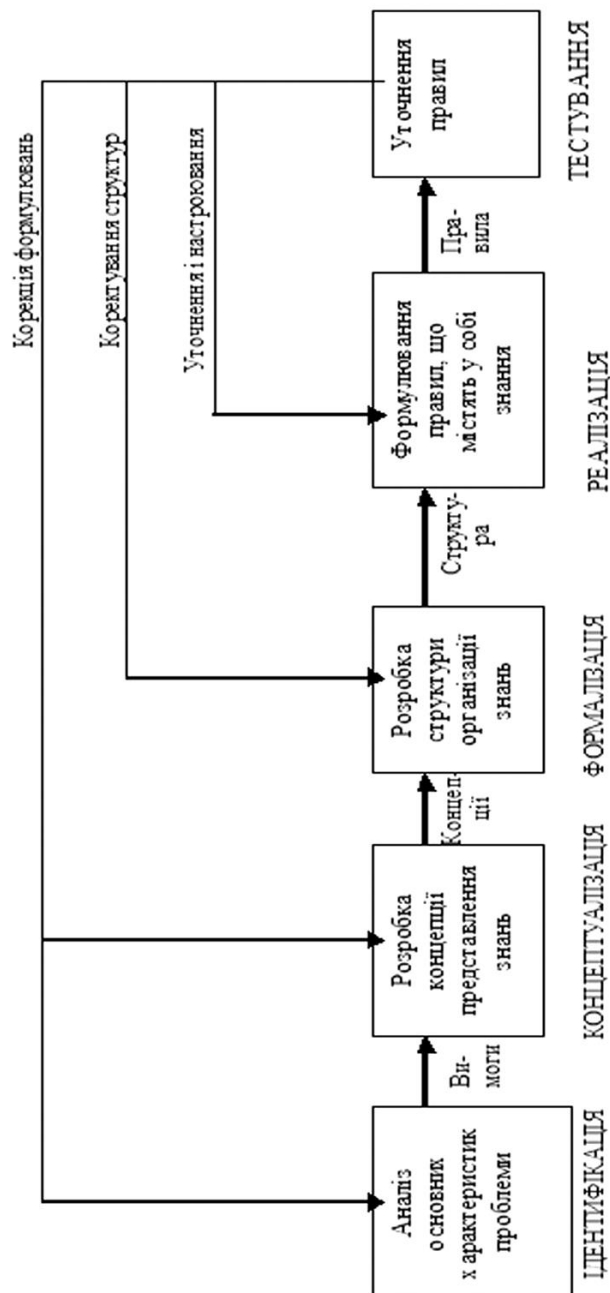 Корекція формулювань
Коректування структур
Уточнення і настроювання
Аналіз
основних
характеристик
проблеми
Ви-
моги
Розробка
концепції
представлення
знань
Концеп-
ції
Розробка
структури
організації
знань
Структу-
ра
Формулювання
правил, що
містять у собі
знання
Пра-
вила
Уточнення
правил
ІДЕНТИФІКАЦІЯ
КОНЦЕПТУАЛІЗАЦІЯ
ФОРМАЛІЗАЦІЯ
РЕАЛІЗАЦІЯ
ТЕСТУВАННЯ